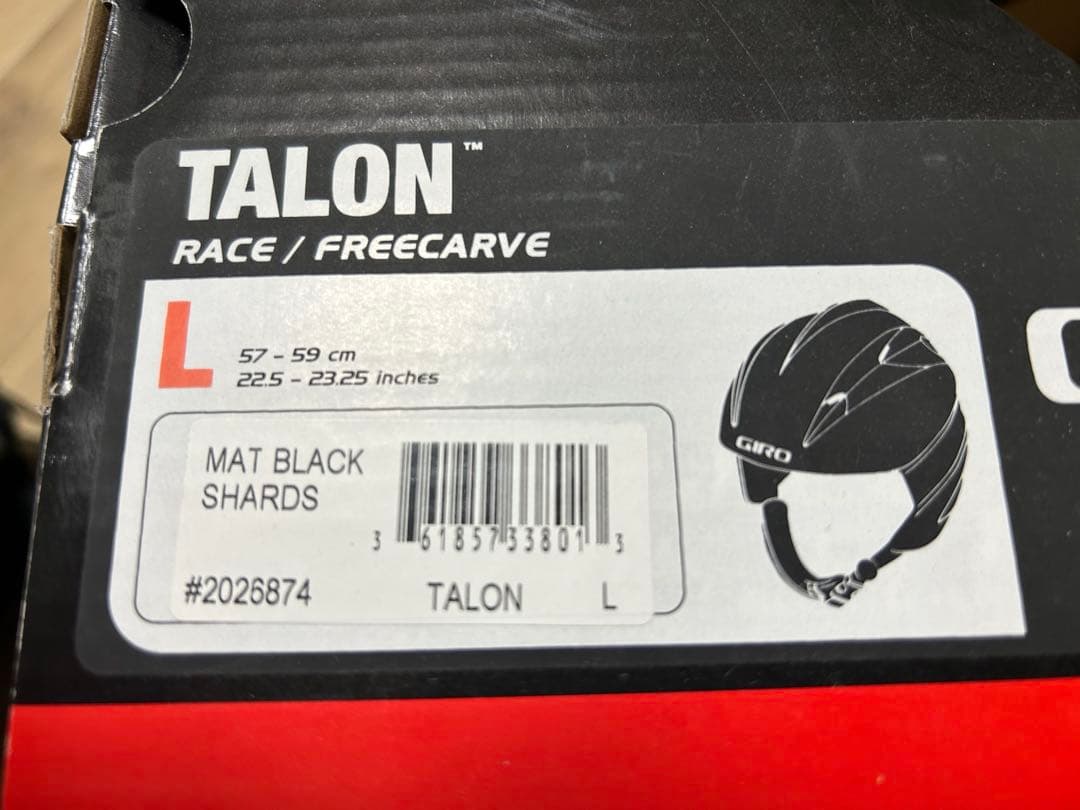 TALON™
RACE / FREECARVE
L
57 - 59 cm
22.5 - 23.25 inches
GIRO
MAT BLACK
SHARDS
3 61857 33801 3
#2026874 TALON L